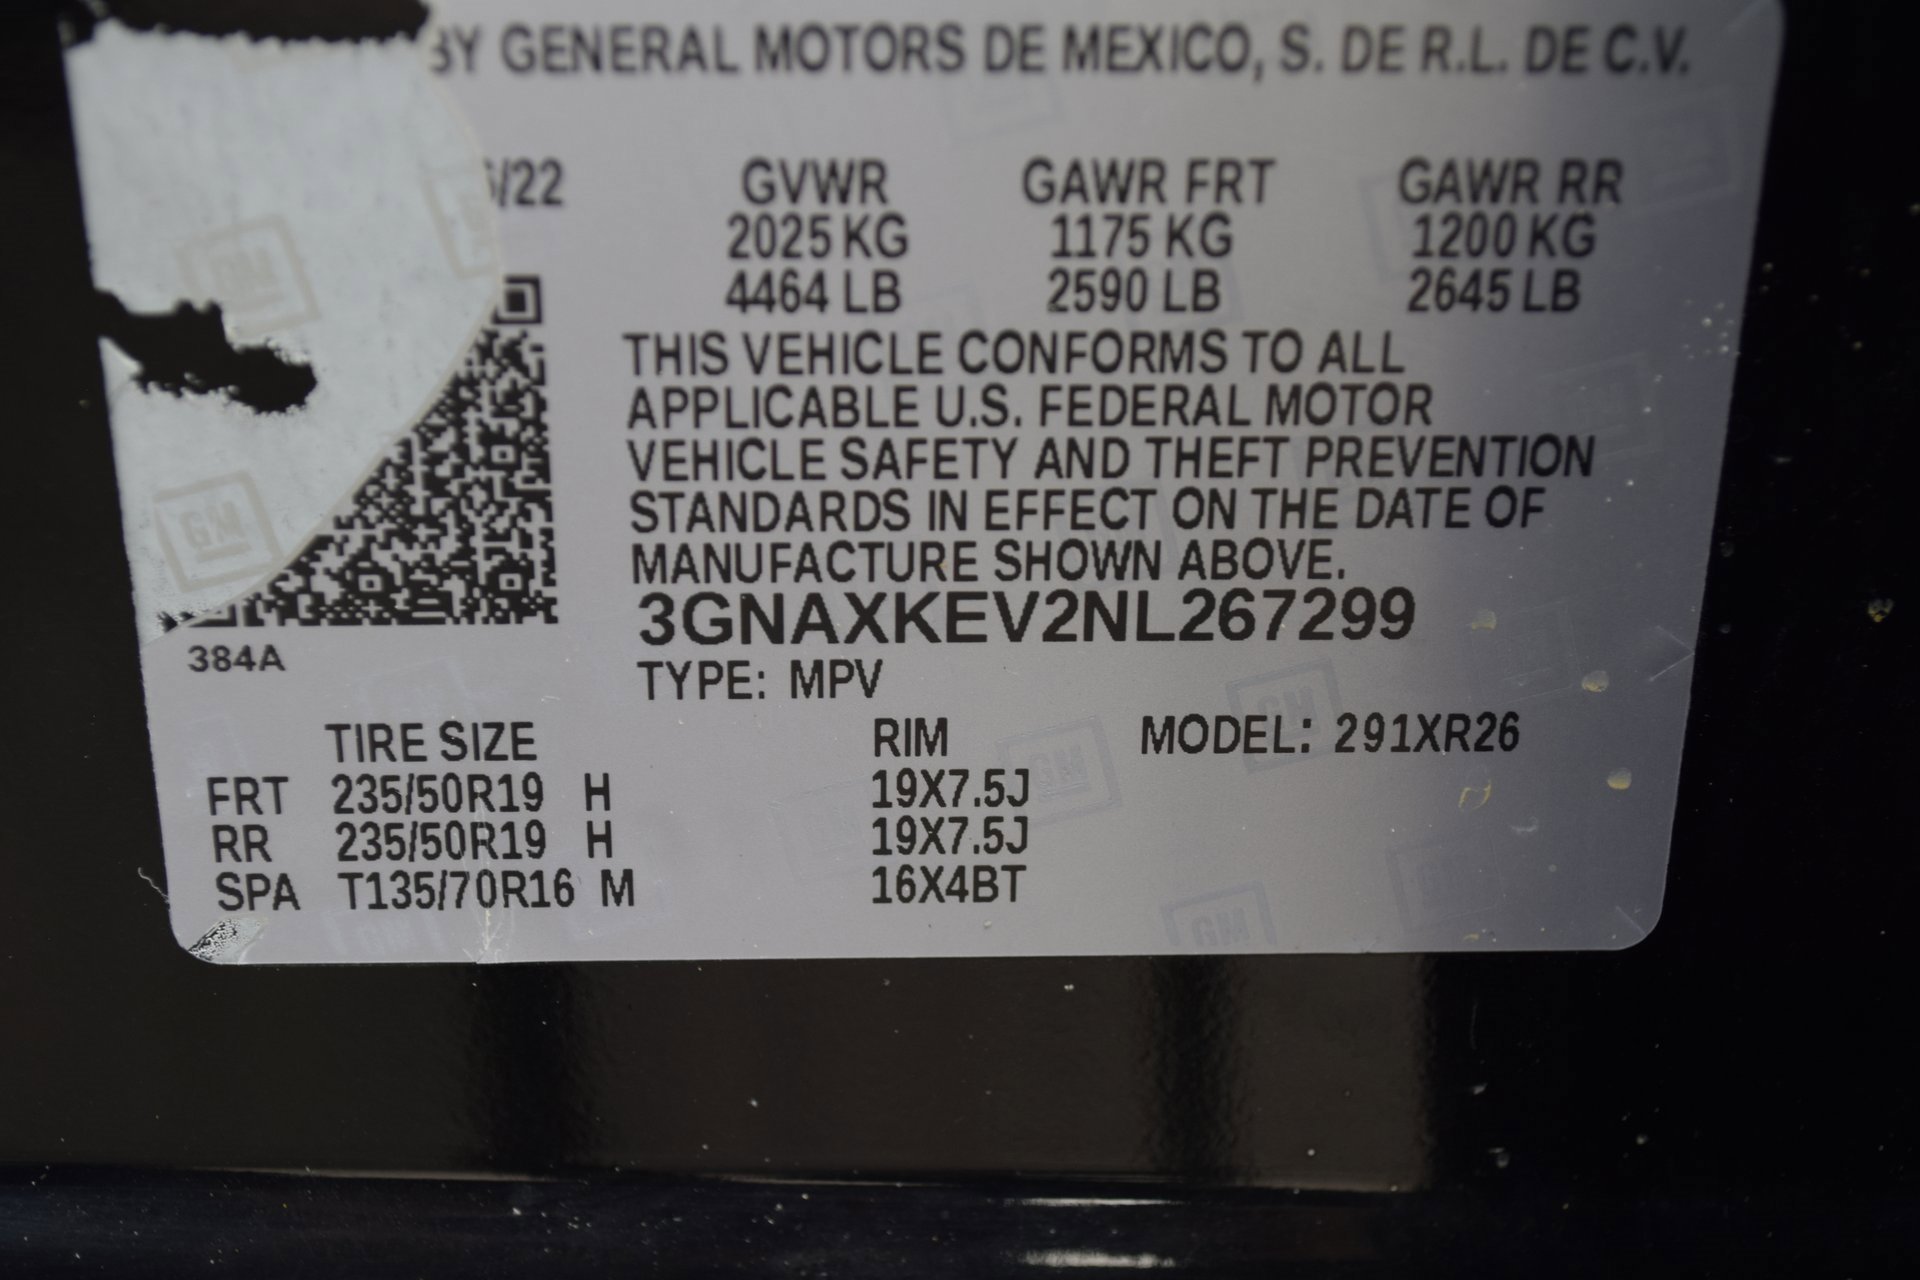 BY GENERAL MOTORS DE MEXICO, S. DE R.L. DE C.V.
/22 GVWR GAWR FRT GAWR RR
2025 KG 1175 KG 1200 KG
4464 LB 2590 LB 2645 LB
THIS VEHICLE CONFORMS TO ALL
APPLICABLE U.S. FEDERAL MOTOR
VEHICLE SAFETY AND THEFT PREVENTION
STANDARDS IN EFFECT ON THE DATE OF
MANUFACTURE SHOWN ABOVE.
3GNAXKEV2NL267299
384A
TYPE: MPV
TIRE SIZE RIM MODEL: 291XR26
FRT 235/50R19 H 19X7.5J
RR 235/50R19 H 19X7.5J
SPA T135/70R16 M 16X4BT